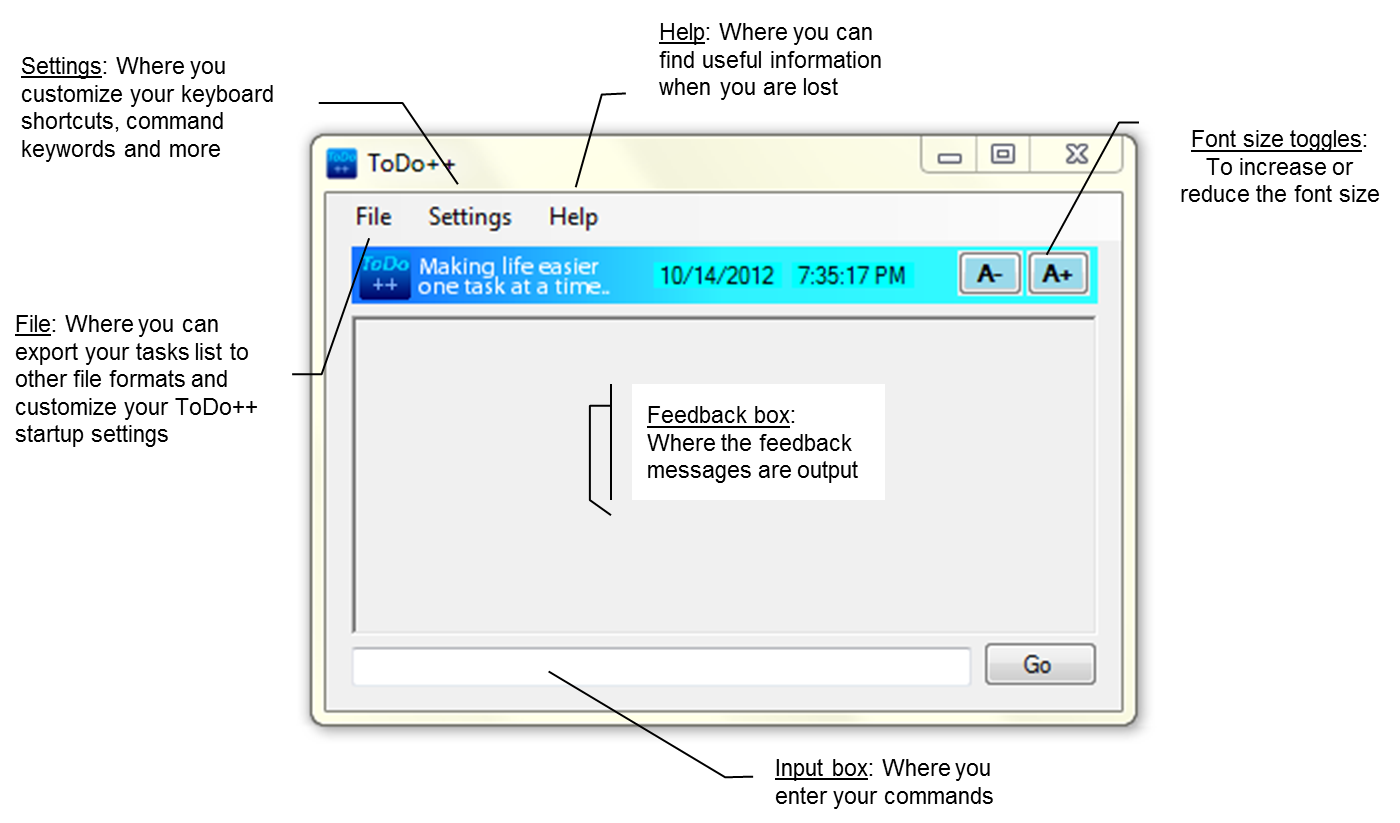 Help: Where you can
find useful information
when you are lost
Settings: Where you
customize your keyboard
shortcuts, command
keywords and more
Font size toggles:
To increase or
reduce the font size
ToDo
++
ToDo++
File Settings Help
ToDo
++
Making life easier
one task at a time..
10/14/2012 7:35:17 PM
A- A+
File: Where you can
export your tasks list to
other file formats and
customize your ToDo++
startup settings
Feedback box:
Where the feedback
messages are output
Go
Input box: Where you
enter your commands